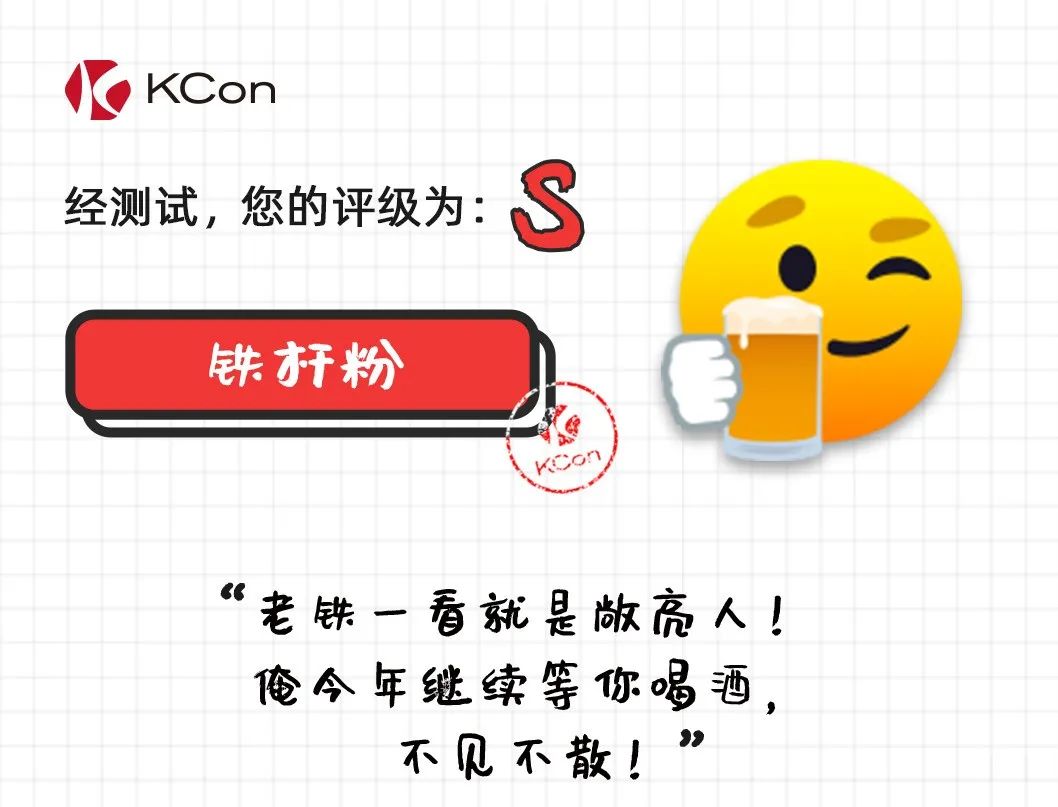 KCon
经测试，您的评级为：S
铁杆粉
KCon
“老铁一看就是敞亮人！
俺今年继续等你喝酒，
不见不散！”